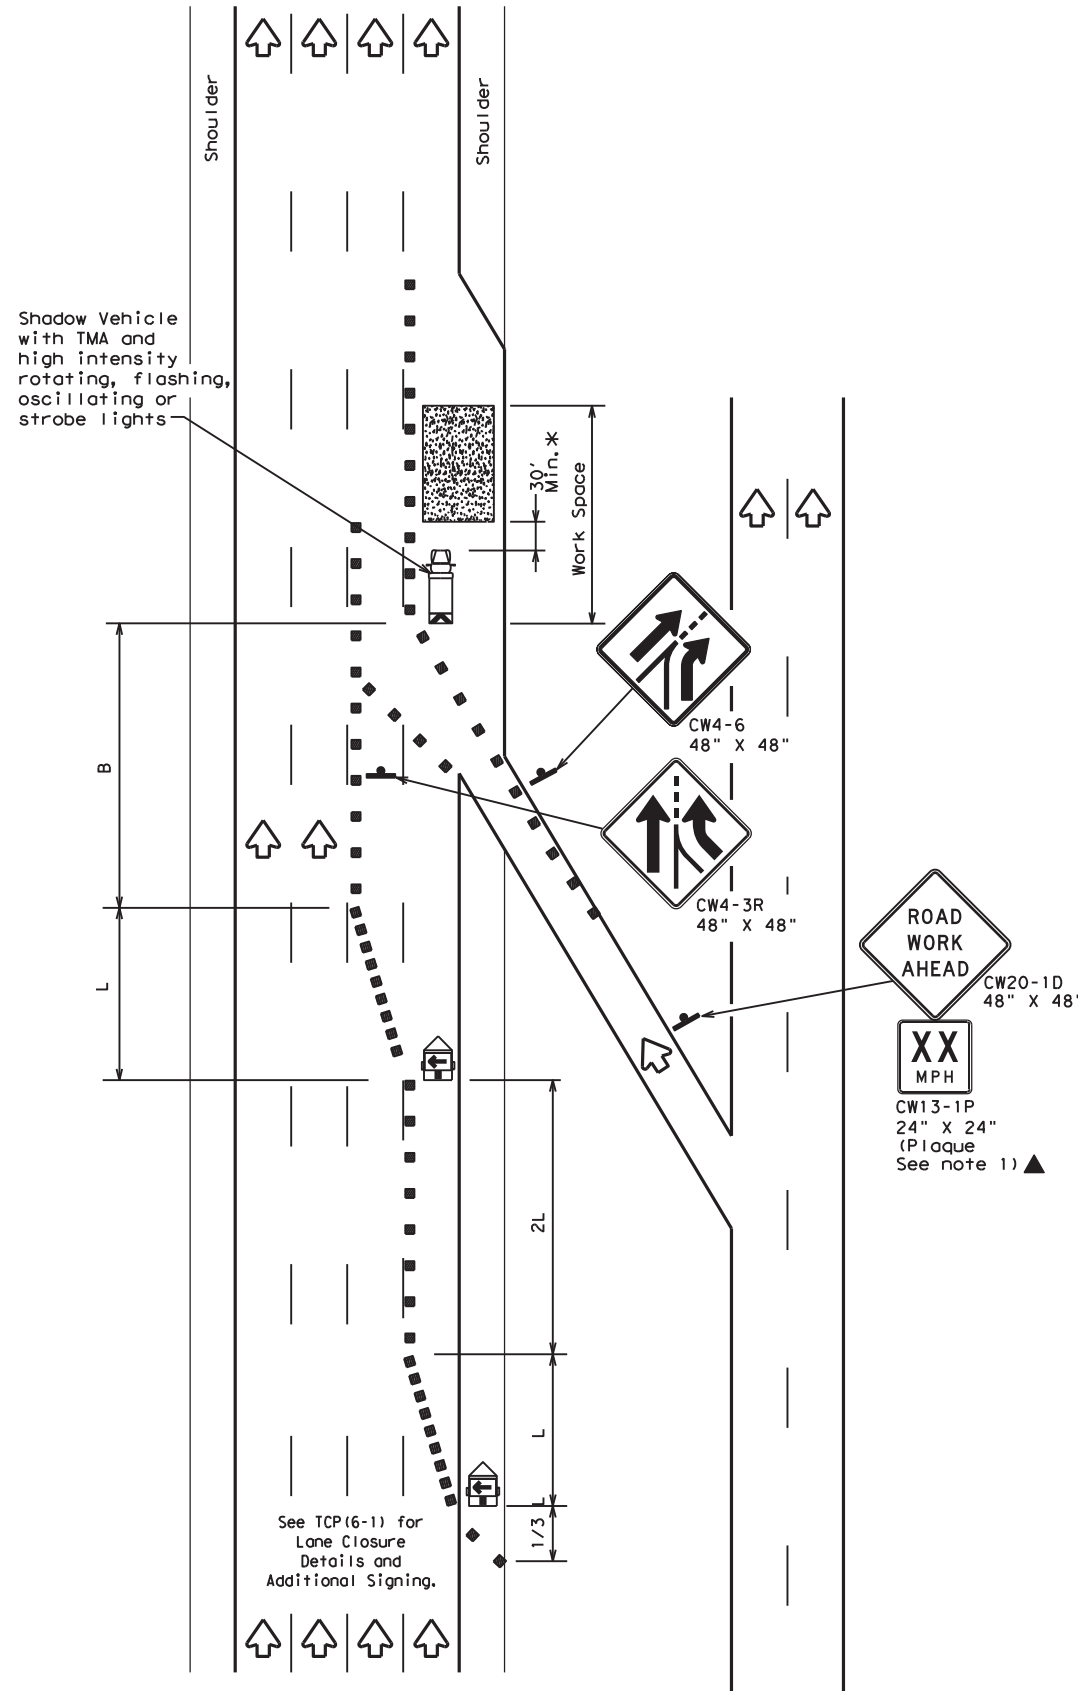 Shoulder
Shoulder
Shadow Vehicle
with TMA and
high intensity
rotating, flashing,
oscillating or
strobe lights
30'
Min.*
Work Space
CW4-6
48" X 48"
B
CW4-3R
48" X 48"
ROAD
WORK
AHEAD
CW20-1D
48" X 48"
XX
MPH
CW13-1P
24" X 24"
(Plaque
See note 1)▲
L
2L
L
1/3 L
See TCP(6-1) for
Lane Closure
Details and
Additional Signing.